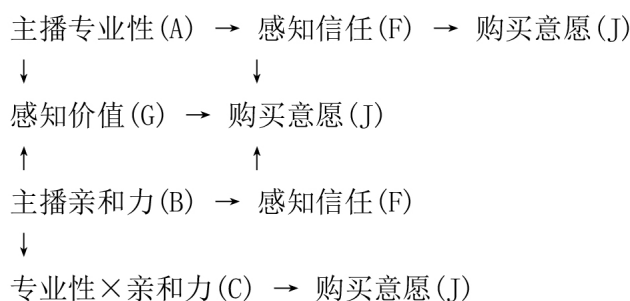 主播专业性(A) → 感知信任(F) → 购买意愿(J)
↓ ↓
感知价值(G) → 购买意愿(J)
↑ ↑
主播亲和力(B) → 感知信任(F)
↓
专业性×亲和力(C) → 购买意愿(J)